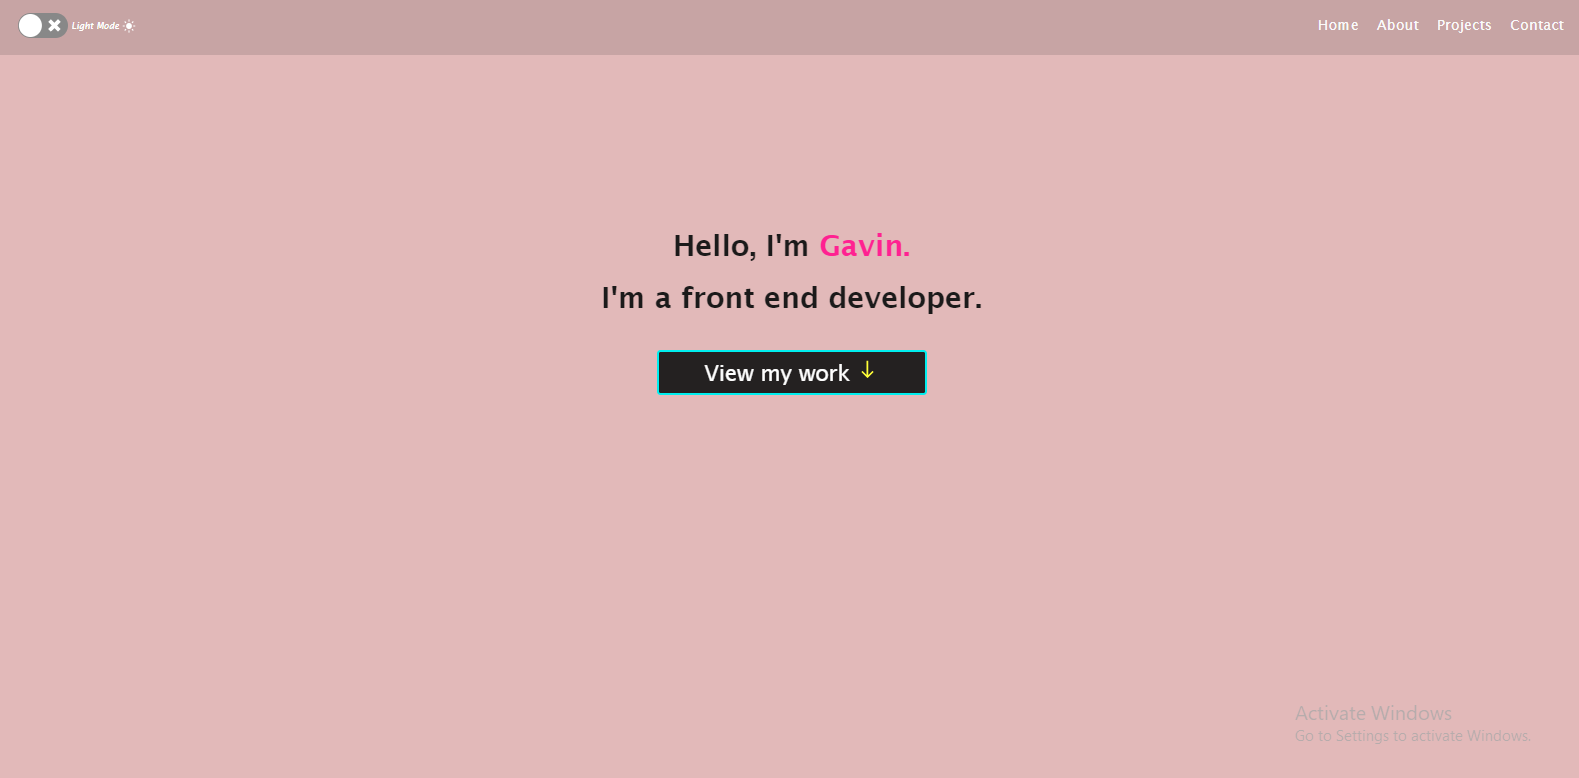 Light Mode
Home About Projects Contact
Hello, I'm Gavin.
I'm a front end developer.
View my work ↓
Activate Windows
Go to Settings to activate Windows.